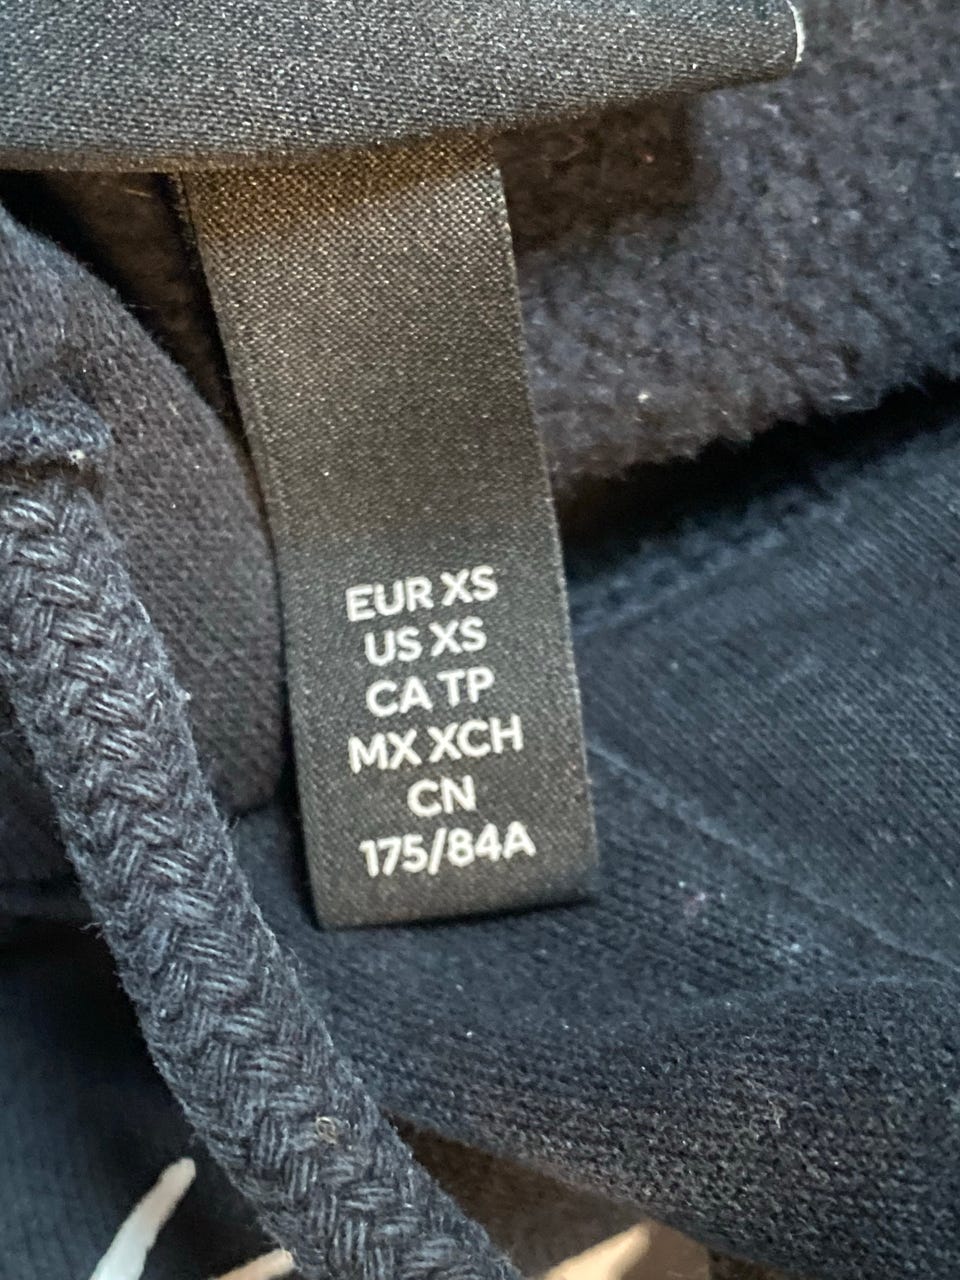 EUR XS
US XS
CA TP
MX XCH
CN
175/84A